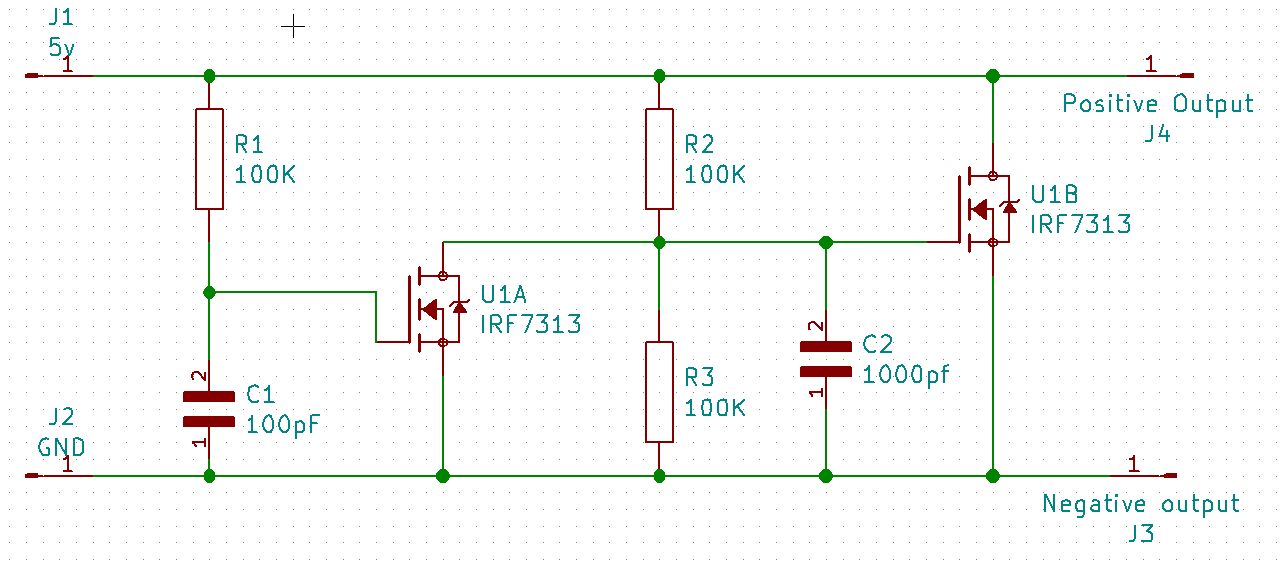 J1
5v
1
R1
100K
2
C1
100pF
1
J2
GND
1
U1A
IRF7313
R2
100K
R3
100K
2
C2
1000pf
1
U1B
IRF7313
1
Positive Output
J4
1
Negative output
J3